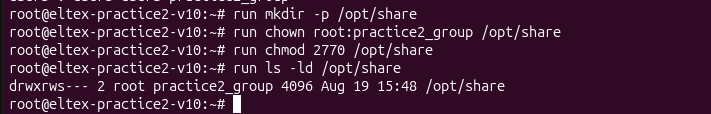 root@eltex-practice2-v10:~# run mkdir -p /opt/share
root@eltex-practice2-v10:~# run chown root:practice2_group /opt/share
root@eltex-practice2-v10:~# run chmod 2770 /opt/share
root@eltex-practice2-v10:~# run ls -ld /opt/share
drwxrws--- 2 root practice2_group 4096 Aug 19 15:48 /opt/share
root@eltex-practice2-v10:~#